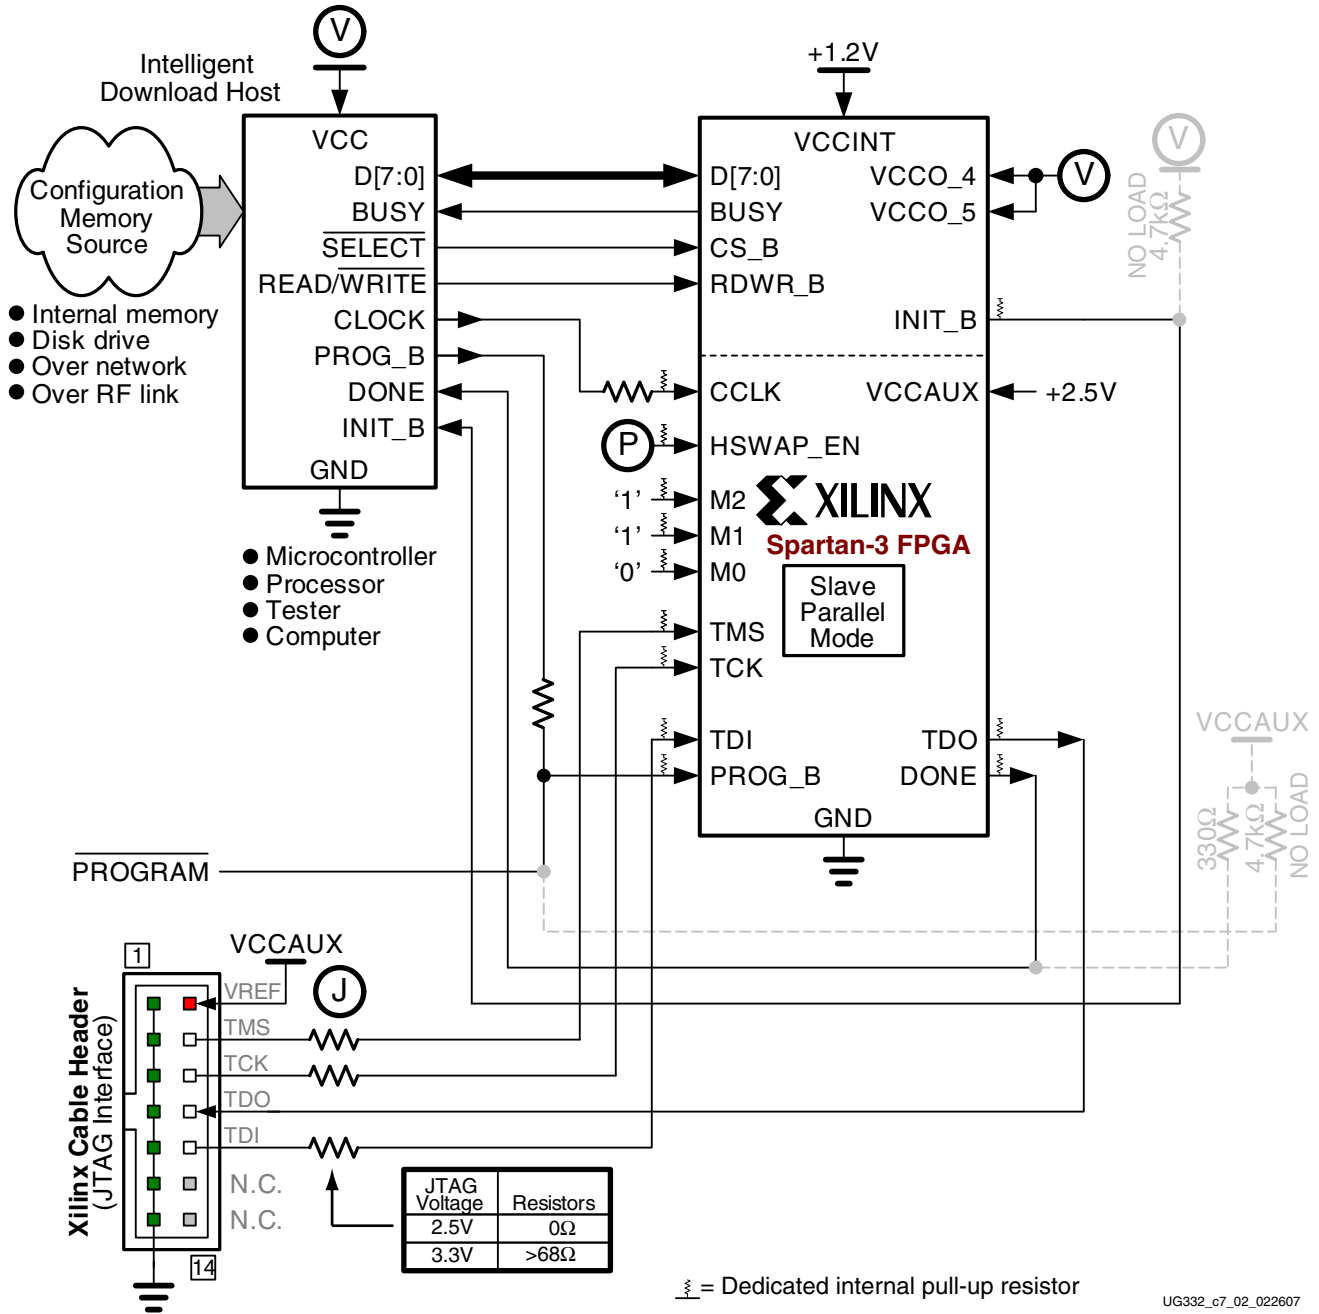 V
+1.2V
Intelligent
Download Host
VCC
VCCINT
V
Configuration
Memory
Source
D[7:0]
BUSY
SELECT
READ/WRITE
CLOCK
PROG_B
DONE
INIT_B
GND
D[7:0]
BUSY
CS_B
RDWR_B
VCCO_4
VCCO_5
V
NO LOAD
4.7kΩ
INIT_B
● Internal memory
● Disk drive
● Over network
● Over RF link
CCLK
VCCAUX
+2.5V
P
HSWAP_EN
‘1’
M2
XILINX
‘1’
M1
Spartan-3 FPGA
‘0’
M0
Slave
Parallel
Mode
● Microcontroller
● Processor
● Tester
● Computer
TMS
TCK
TDI
TDO
PROG_B
DONE
GND
VCCAUX
330Ω
4.7kΩ
NO LOAD
PROGRAM
1
VCCAUX
J
Xilinx Cable Header
(JTAG Interface)
VREF
TMS
TCK
TDO
TDI
N.C.
N.C.
14
JTAG
Voltage
Resistors
2.5V
0Ω
3.3V
>68Ω
= Dedicated internal pull-up resistor
UG332_c7_02_022607